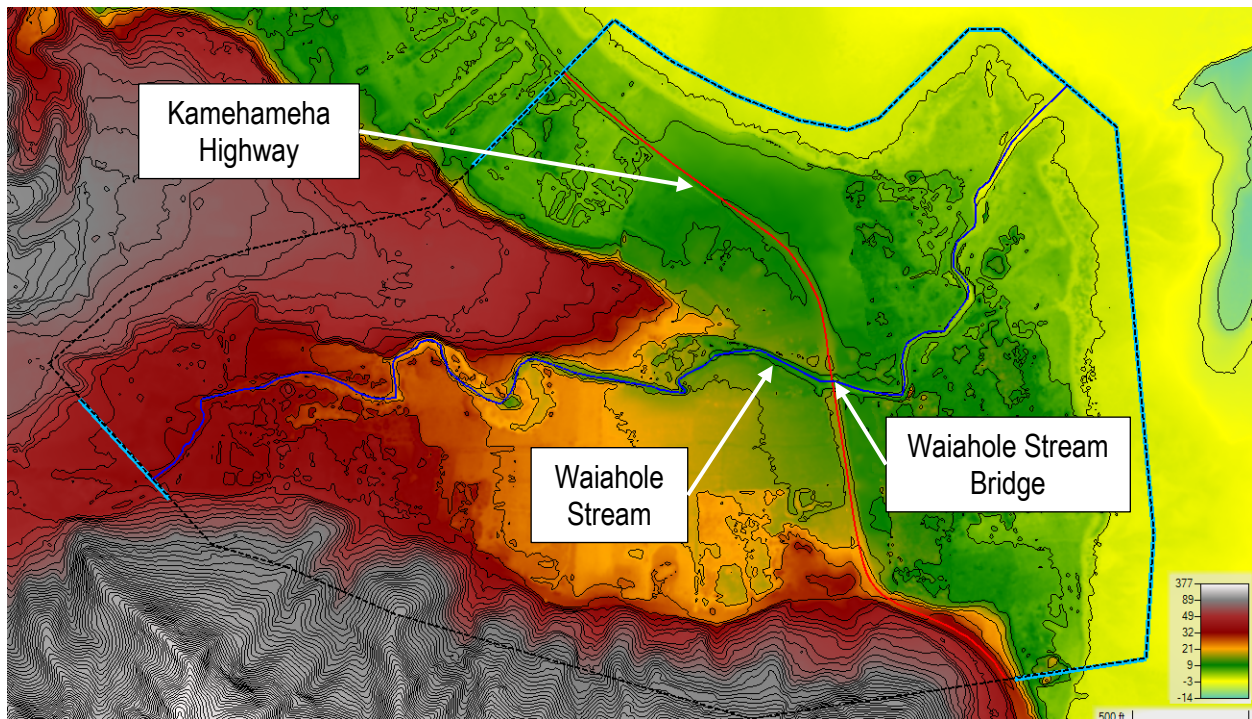 Kamehameha
Highway
Waiahole
Stream
Waiahole Stream
Bridge
377
89
49
32
21
9
-3
-14
500 ft